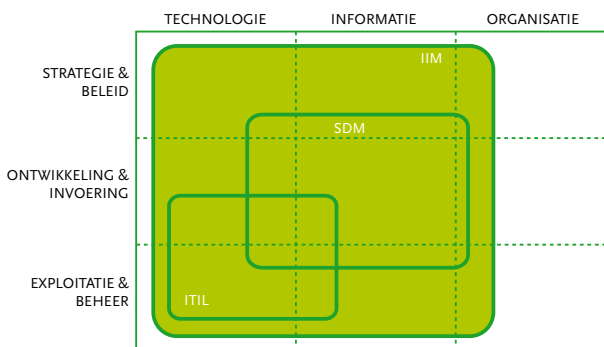 TECHNOLOGIE INFORMATIE ORGANISATIE
IIM
STRATEGIE &
BELEID
SDM
ONTWIKKELING &
INVOERING
EXPLOITATIE &
BEHEER
ITIL